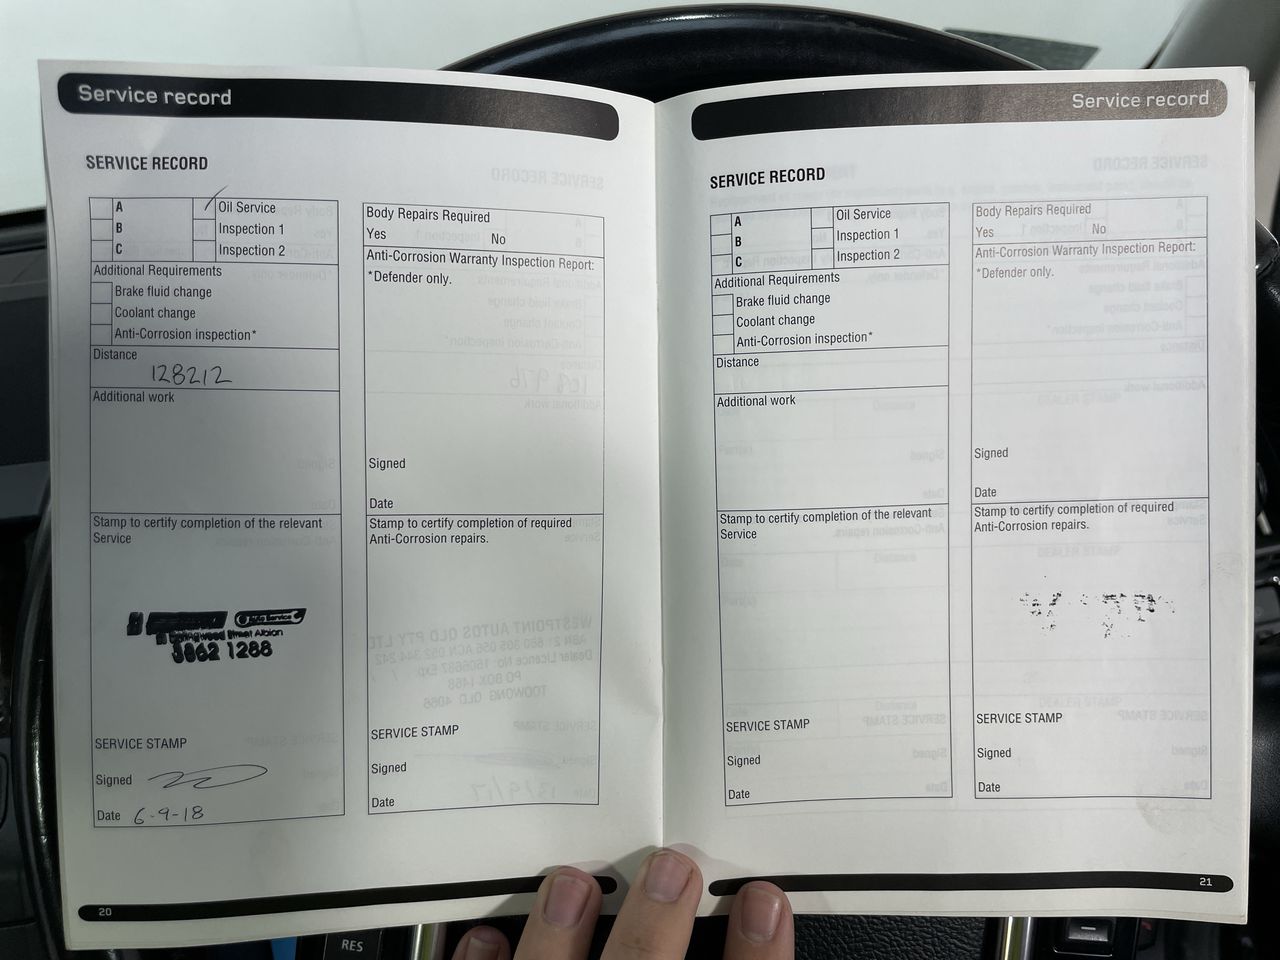 Service record
SERVICE RECORD
A
B
C
Oil Service
Inspection 1
Inspection 2
Additional Requirements
Brake fluid change
Coolant change
Anti-Corrosion inspection*
Distance
128212
Additional work
Stamp to certify completion of the relevant
Service
Street Albion
3862 1288
SERVICE STAMP
Signed
Date 6-9-18
Body Repairs Required
Yes No
Anti-Corrosion Warranty Inspection Report:
*Defender only.
Signed
Date
Stamp to certify completion of required
Anti-Corrosion repairs.
SERVICE STAMP
Signed
Date
20
Service record
SERVICE RECORD
A
B
C
Oil Service
Inspection 1
Inspection 2
Additional Requirements
Brake fluid change
Coolant change
Anti-Corrosion inspection*
Distance
Additional work
Stamp to certify completion of the relevant
Service
SERVICE STAMP
Signed
Date
Body Repairs Required
Yes No
Anti-Corrosion Warranty Inspection Report:
*Defender only.
Signed
Date
Stamp to certify completion of required
Anti-Corrosion repairs.
SERVICE STAMP
Signed
Date
21
RES